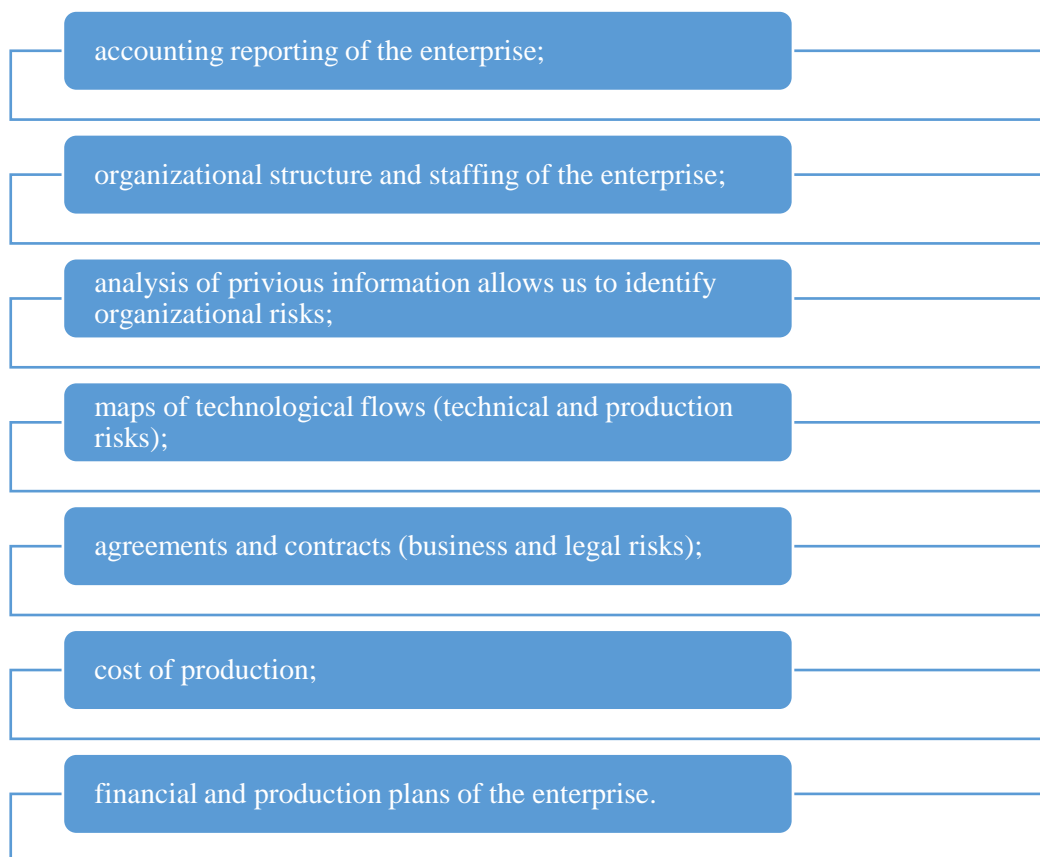 accounting reporting of the enterprise;
organizational structure and staffing of the enterprise;
analysis of privious information allows us to identify
organizational risks;
maps of technological flows (technical and production
risks);
agreements and contracts (business and legal risks);
cost of production;
financial and production plans of the enterprise.